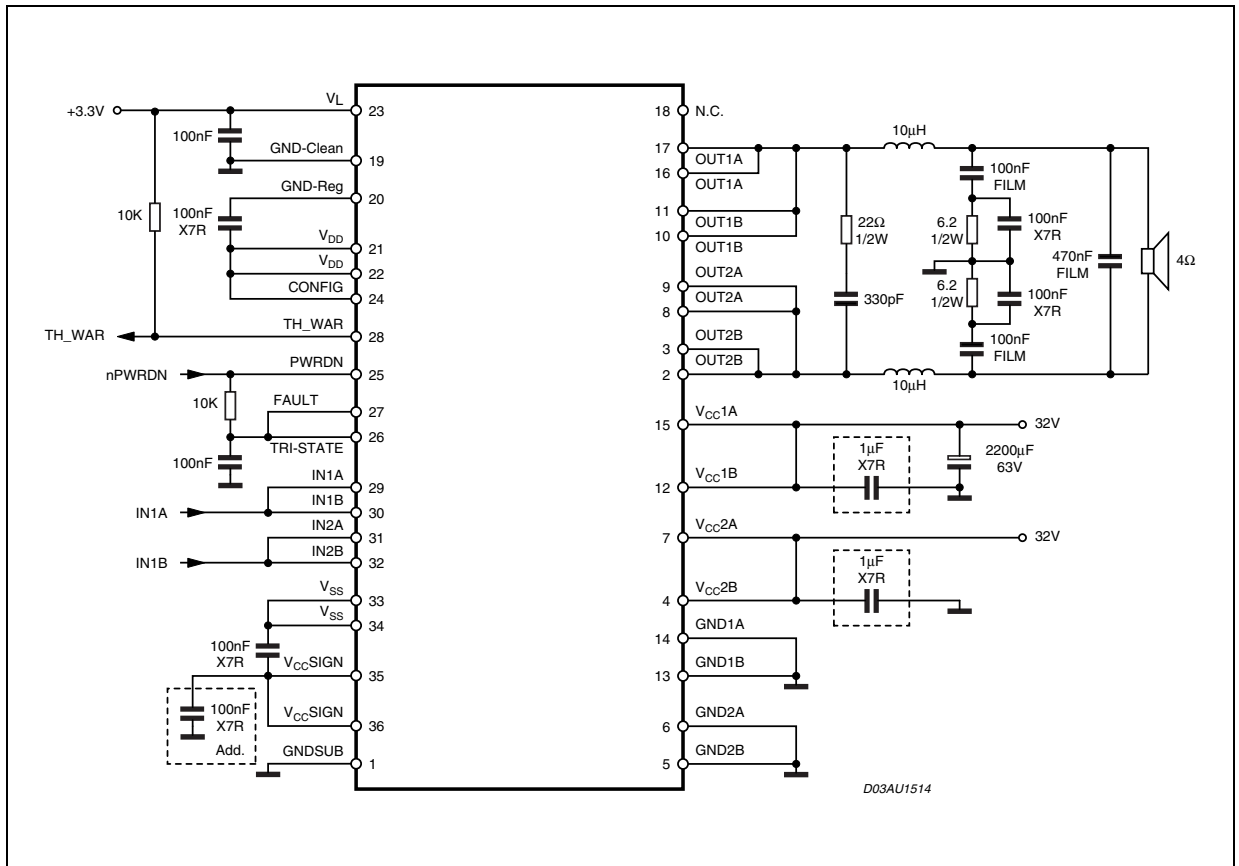 +3.3V
VL
23
100nF
GND-Clean
19
GND-Reg
20
10K
100nF
X7R
VDD
21
VDD
22
CONFIG
24
TH_WAR
TH_WAR
28
nPWRDN
PWRDN
25
10K
FAULT
27
TRI-STATE
26
100nF
IN1A
29
IN1A
IN1B
30
IN2A
31
IN1B
IN2B
32
VSS
33
VSS
34
100nF
X7R
VCCSIGN
35
100nF
X7R
Add.
VCCSIGN
36
GNDSUB
1
18
N.C.
17
OUT1A
16
OUT1A
11
OUT1B
10
OUT1B
OUT2A
9
OUT2A
8
OUT2B
3
OUT2B
2
10µH
22Ω
1/2W
330pF
10µH
100nF
FILM
6.2
1/2W
100nF
X7R
6.2
1/2W
100nF
X7R
100nF
FILM
470nF
FILM
4Ω
VCC1A
15
32V
1µF
X7R
2200µF
63V
VCC1B
12
VCC2A
7
32V
1µF
X7R
VCC2B
4
GND1A
14
GND1B
13
GND2A
6
GND2B
5
D03AU1514